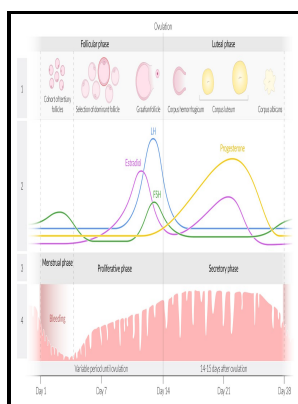 Ovulation
Follicular phase
Luteal phase
1
Cohort of tertiary
follicles
Selection of dominant follicle
Graafian follicle
Corpus hemorrhagicum
Corpus luteum
Corpus albicans
2
LH
Progesterone
Estradiol
FSH
3
Menstrual phase
Proliferative phase
Secretory phase
4
Bleeding
Variable period until ovulation
14-15 days after ovulation
Day 1
Day 7
Day 14
Day 21
Day 28